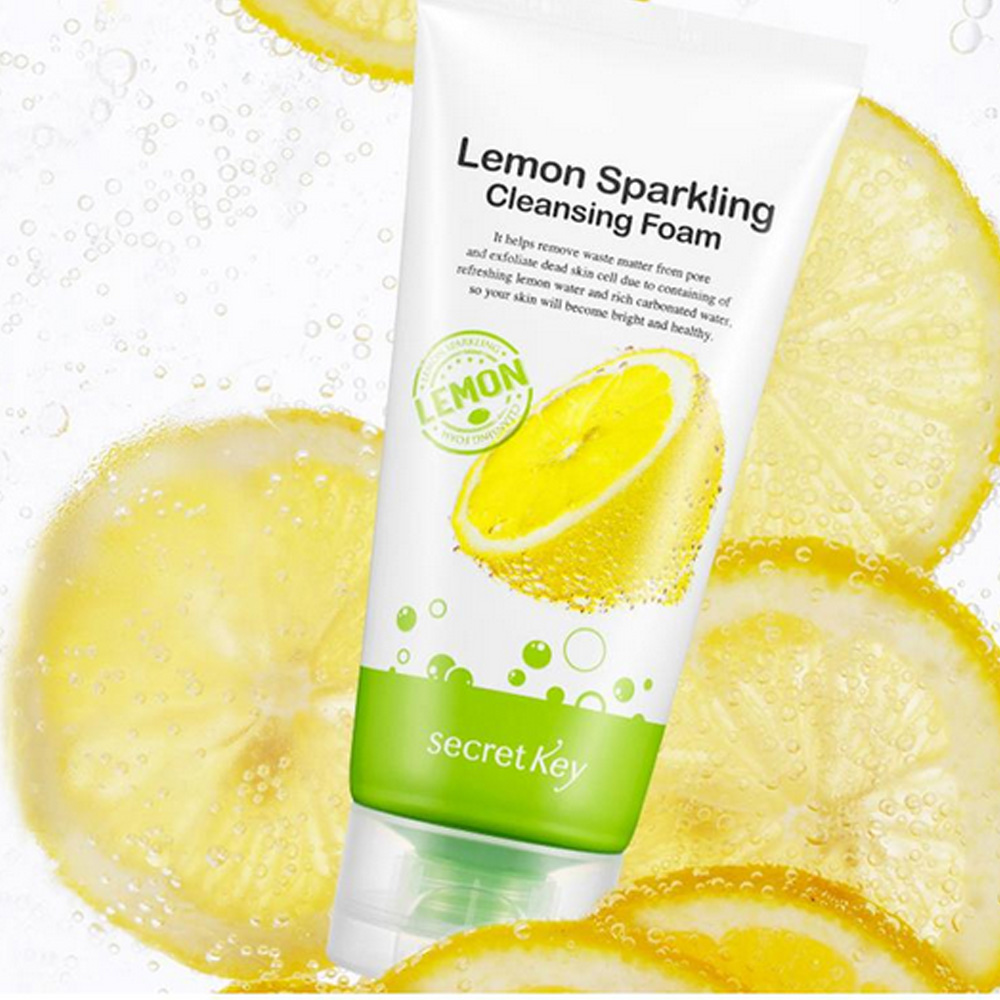 Lemon Sparkling
Cleansing Foam
It helps remove waste matter from pore
and exfoliate dead skin cell due to containing of
refreshing lemon water and rich carbonated water,
so your skin will become bright and healthy.
LEMON SPARKLING
LEMON
CLEANSING FOAM
secret Key